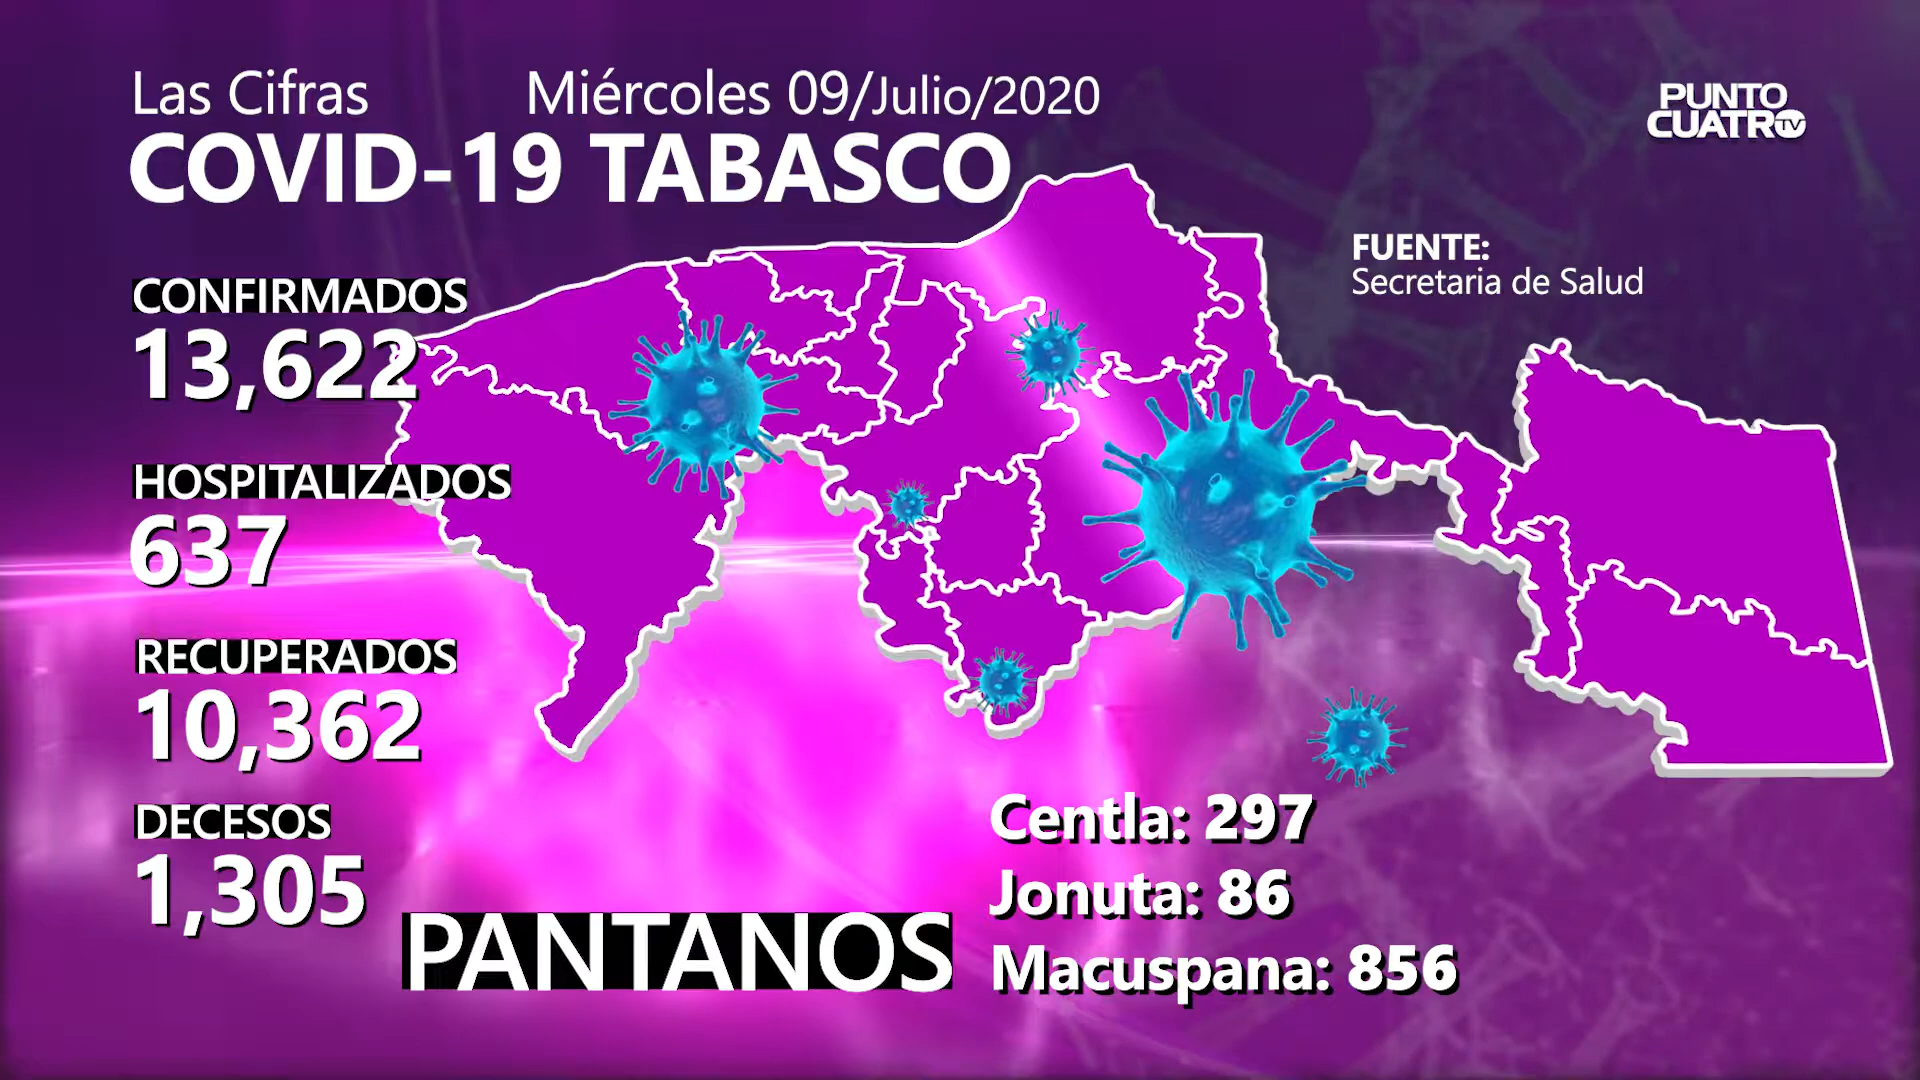 Las Cifras
Miércoles 09/Julio/2020
COVID-19 TABASCO
PUNTO
CUATRO TV
FUENTE:
Secretaria de Salud
CONFIRMADOS
13,622
HOSPITALIZADOS
637
RECUPERADOS
10,362
DECESOS
1,305
PANTANOS
Centla: 297
Jonuta: 86
Macuspana: 856